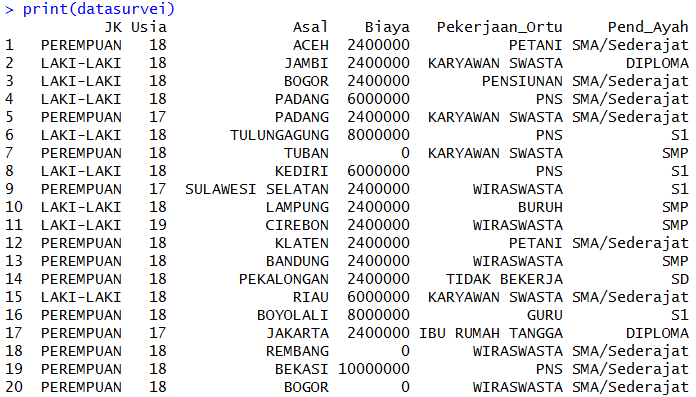 > print(datasurvei)
JK Usia Asal Biaya Pekerjaan_Ortu Pend_Ayah
1 PEREMPUAN 18 ACEH 2400000 PETANI SMA/Sederajat
2 LAKI-LAKI 18 JAMBI 2400000 KARYAWAN SWASTA DIPLOMA
3 LAKI-LAKI 18 BOGOR 2400000 PENSIUNAN SMA/Sederajat
4 LAKI-LAKI 18 PADANG 6000000 PNS SMA/Sederajat
5 PEREMPUAN 17 PADANG 2400000 KARYAWAN SWASTA SMA/Sederajat
6 LAKI-LAKI 18 TULUNGAGUNG 8000000 PNS S1
7 PEREMPUAN 18 TUBAN 0 KARYAWAN SWASTA SMP
8 LAKI-LAKI 18 KEDIRI 6000000 PNS S1
9 PEREMPUAN 17 SULAWESI SELATAN 2400000 WIRASWASTA S1
10 LAKI-LAKI 18 LAMPUNG 2400000 BURUH SMP
11 LAKI-LAKI 19 CIREBON 2400000 WIRASWASTA SMP
12 PEREMPUAN 18 KLATEN 2400000 PETANI SMA/Sederajat
13 PEREMPUAN 18 BANDUNG 2400000 WIRASWASTA SMP
14 PEREMPUAN 18 PEKALONGAN 2400000 TIDAK BEKERJA SD
15 LAKI-LAKI 18 RIAU 6000000 KARYAWAN SWASTA SMA/Sederajat
16 PEREMPUAN 18 BOYOLALI 8000000 GURU S1
17 PEREMPUAN 17 JAKARTA 2400000 IBU RUMAH TANGGA DIPLOMA
18 PEREMPUAN 18 REMBANG 0 WIRASWASTA SMA/Sederajat
19 PEREMPUAN 18 BEKASI 10000000 PNS SMA/Sederajat
20 PEREMPUAN 18 BOGOR 0 WIRASWASTA SMA/Sederajat